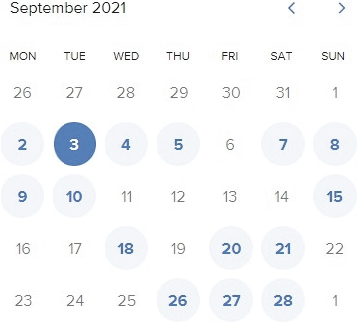 September 2021
MON TUE WED THU FRI SAT SUN
26 27 28 29 30 31 1
2 3 4 5 6 7 8
9 10 11 12 13 14 15
16 17 18 19 20 21 22
23 24 25 26 27 28 1